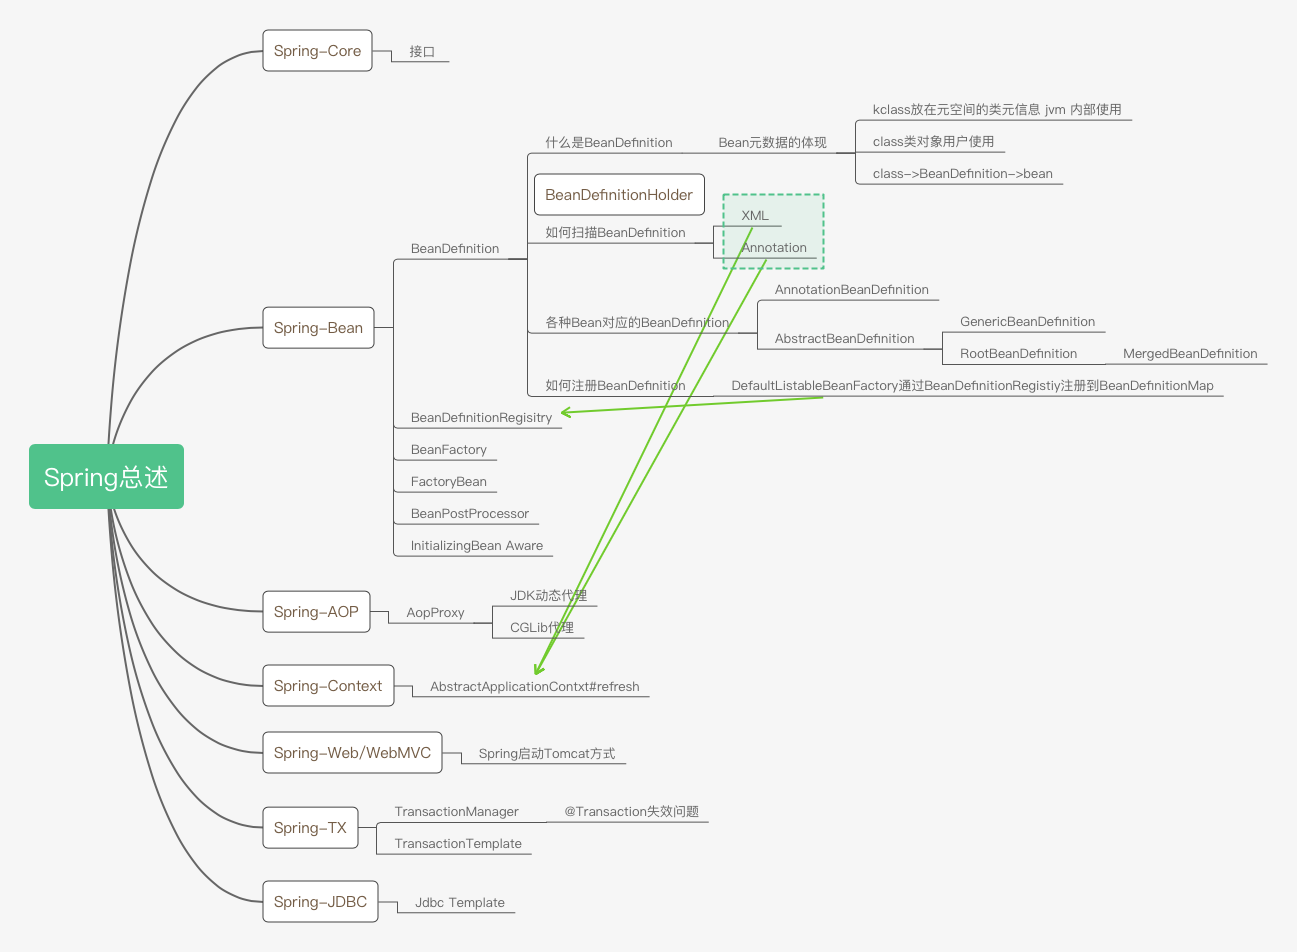 Spring总述
Spring-Core
接口
Spring-Bean
BeanDefinition
什么是BeanDefinition
Bean元数据的体现
kclass放在元空间的类元信息 jvm 内部使用
class类对象用户使用
class->BeanDefinition->bean
BeanDefinitionHolder
如何扫描BeanDefinition
XML
Annotation
各种Bean对应的BeanDefinition
AnnotationBeanDefinition
AbstractBeanDefinition
GenericBeanDefinition
RootBeanDefinition
MergedBeanDefinition
如何注册BeanDefinition
DefaultListableBeanFactory通过BeanDefinitionRegistiy注册到BeanDefinitionMap
BeanDefinitionRegisitry
BeanFactory
FactoryBean
BeanPostProcessor
InitializingBean Aware
Spring-AOP
AopProxy
JDK动态代理
CGLib代理
Spring-Context
AbstractApplicationContxt#refresh
Spring-Web/WebMVC
Spring启动Tomcat方式
Spring-TX
TransactionManager
@Transaction失效问题
TransactionTemplate
Spring-JDBC
Jdbc Template